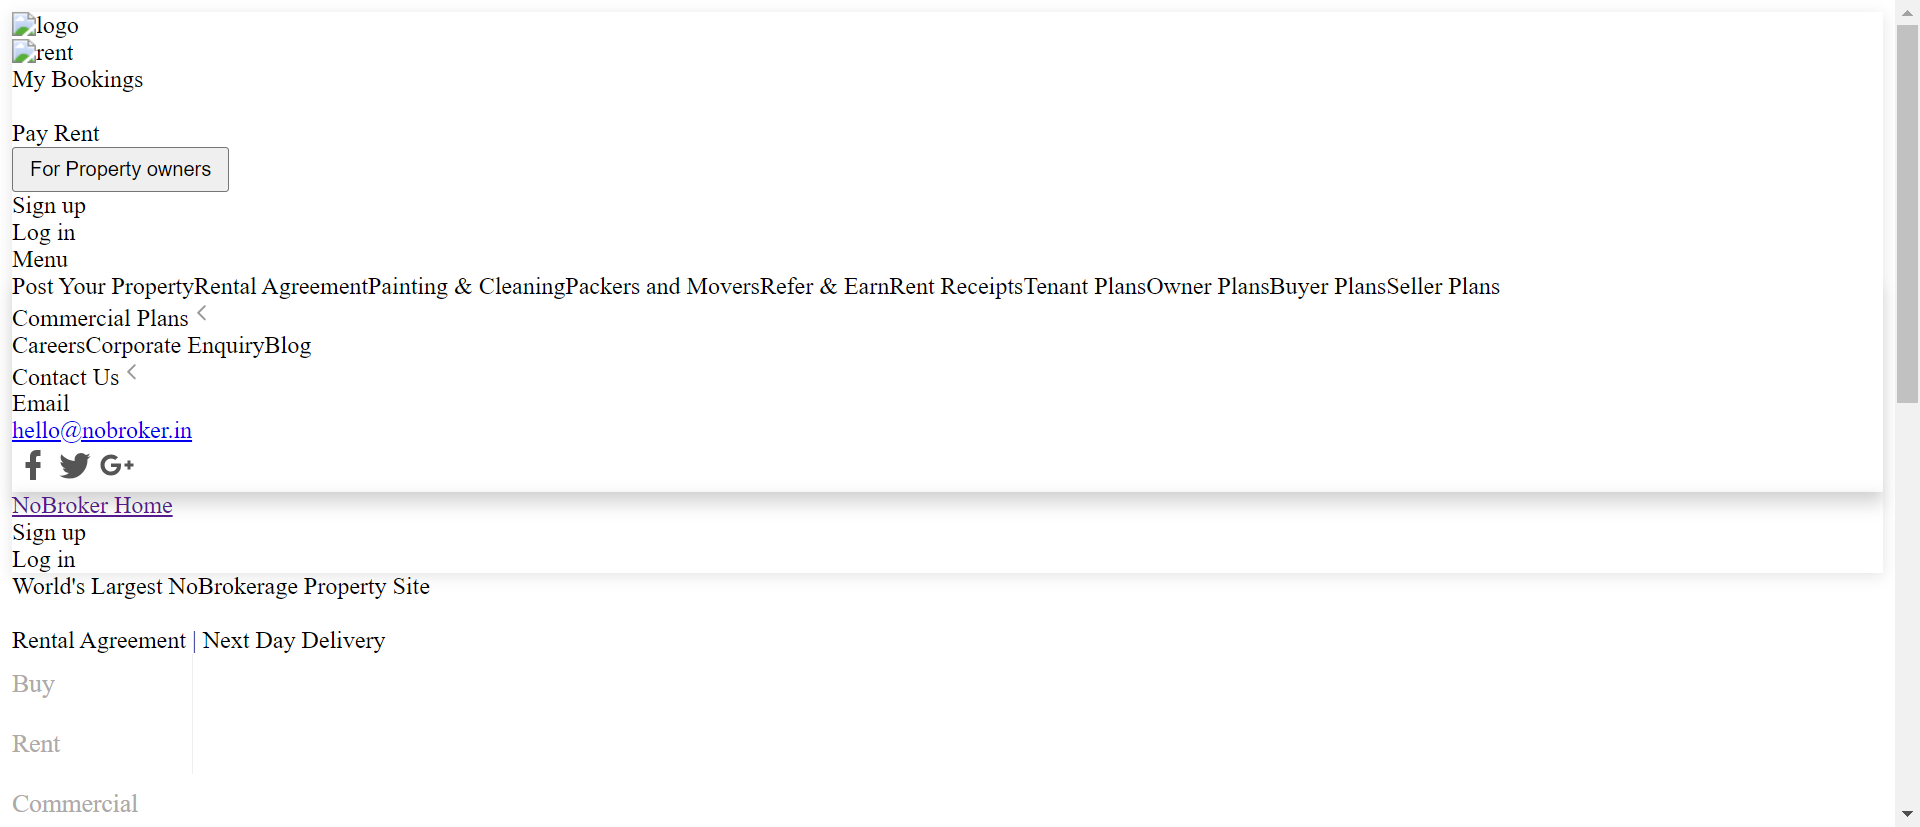 logo
rent
My Bookings
Pay Rent
For Property owners
Sign up
Log in
Menu
Post Your PropertyRental AgreementPainting & CleaningPackers and MoversRefer & EarnRent ReceiptsTenant PlansOwner PlansBuyer PlansSeller Plans
Commercial Plans
CareersCorporate EnquiryBlog
Contact Us
Email
hello@nobroker.in
NoBroker Home
Sign up
Log in
World's Largest NoBrokerage Property Site
Rental Agreement | Next Day Delivery
Buy
Rent
Commercial